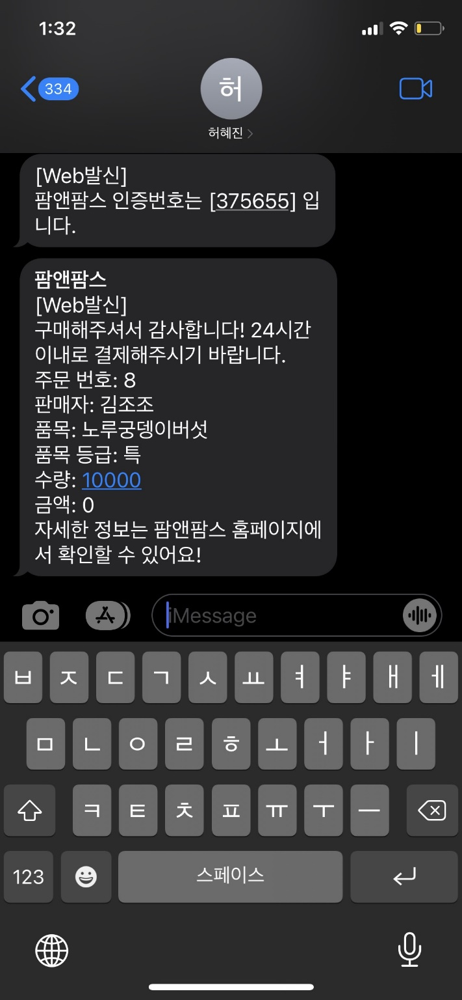 1:32
334
허
허혜진
[Web발신]
팜앤팜스 인증번호는 [375655] 입
니다.
팜앤팜스
[Web발신]
구매해주셔서 감사합니다! 24시간
이내로 결제해주시기 바랍니다.
주문 번호: 8
판매자: 김조조
품목: 노루궁뎅이버섯
품목 등급: 특
수량: 10000
금액: 0
자세한 정보는 팜앤팜스 홈페이지에
서 확인할 수 있어요!
iMessage
ㅂ ㅈ ㄷ ㄱ ㅅ ㅛ ㅕ ㅑ ㅐ ㅔ
ㅁ ㄴ ㅇ ㄹ ㅎ ㅗ ㅓ ㅏ ㅣ
ㅋ ㅌ ㅊ ㅍ ㅠ ㅜ ㅡ
123 스페이스